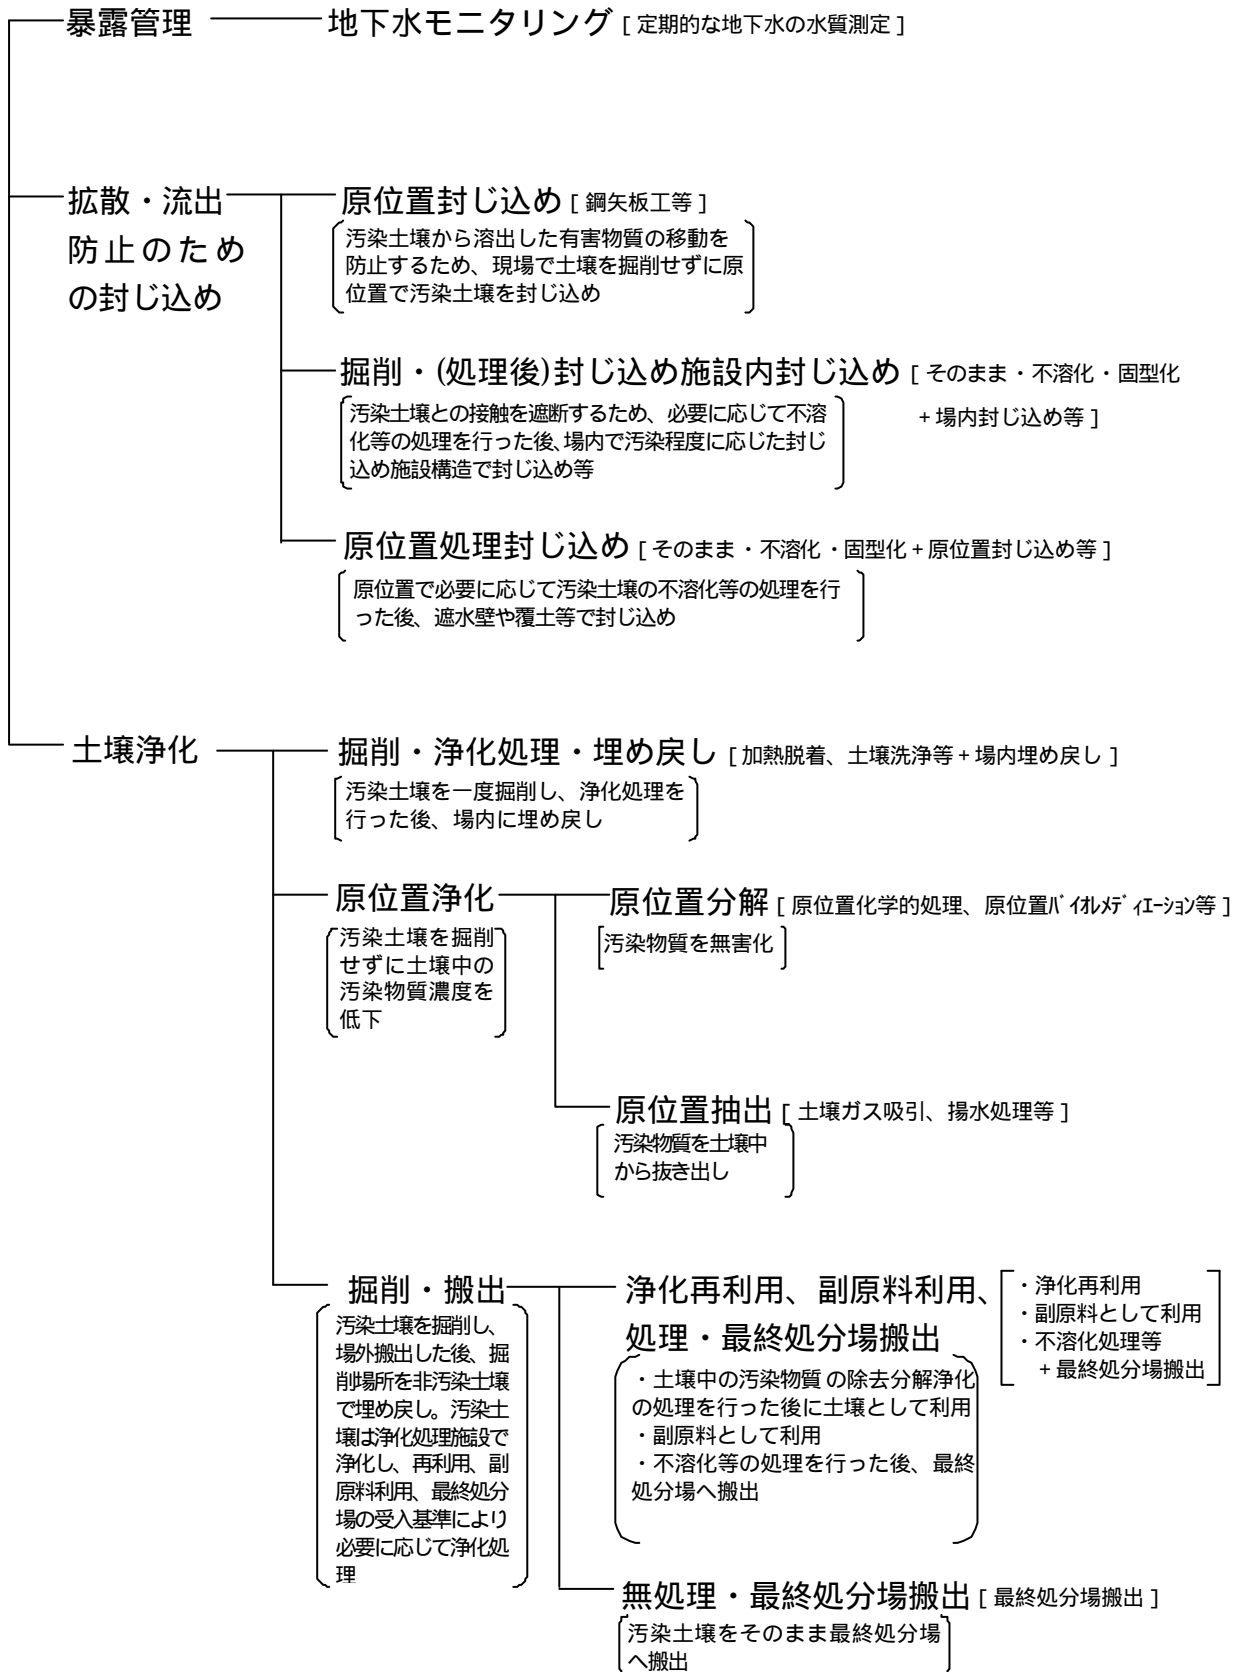 暴露管理
地下水モニタリング [ 定期的な地下水の水質測定 ]
拡散・流出
防止のため
の封じ込め
原位置封じ込め [ 鋼矢板工等 ]
汚染土壌から溶出した有害物質の移動を
防止するため、現場で土壌を掘削せずに原
位置で汚染土壌を封じ込め
掘削・(処理後)封じ込め施設内封じ込め [ そのまま・不溶化・固型化
+場内封じ込め等 ]
汚染土壌との接触を遮断するため、必要に応じて不溶
化等の処理を行った後、場内で汚染程度に応じた封じ
込め施設構造で封じ込め等
原位置処理封じ込め [ そのまま・不溶化・固型化+原位置封じ込め等 ]
原位置で必要に応じて汚染土壌の不溶化等の処理を行
った後、遮水壁や覆土等で封じ込め
土壌浄化
掘削・浄化処理・埋め戻し [ 加熱脱着、土壌洗浄等+場内埋め戻し ]
汚染土壌を一度掘削し、浄化処理を
行った後、場内に埋め戻し
原位置浄化
汚染土壌を掘削
せずに土壌中の
汚染物質濃度を
低下
原位置分解 [ 原位置化学的処理、原位置ﾊﾞｲｵﾚﾒﾃﾞｨｴｰｼｮﾝ等 ]
汚染物質を無害化
原位置抽出 [ 土壌ガス吸引、揚水処理等 ]
汚染物質を土壌中
から抜き出し
掘削・搬出
汚染土壌を掘削し、
場外搬出した後、掘
削場所を非汚染土壌
で埋め戻し。汚染土
壌は浄化処理施設で
浄化し、再利用、副
原料利用、最終処分
場の受入基準により
必要に応じて浄化処
理
浄化再利用、副原料利用、
処理・最終処分場搬出
・浄化再利用
・副原料として利用
・不溶化処理等
+最終処分場搬出
・土壌中の汚染物質の除去分解浄化
の処理を行った後に土壌として利用
・副原料として利用
・不溶化等の処理を行った後、最終
処分場へ搬出
無処理・最終処分場搬出 [ 最終処分場搬出 ]
汚染土壌をそのまま最終処分場
へ搬出